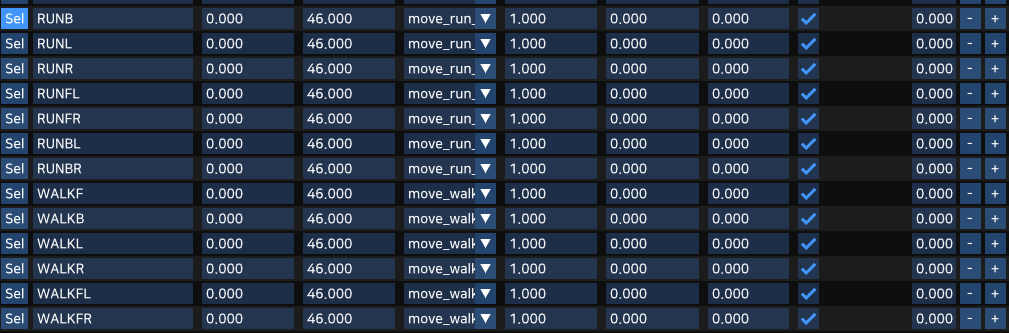 Sel RUNB 0.000 46.000 move_run_ 1.000 0.000 0.000 0.000 - +
Sel RUNL 0.000 46.000 move_run_ 1.000 0.000 0.000 0.000 - +
Sel RUNR 0.000 46.000 move_run_ 1.000 0.000 0.000 0.000 - +
Sel RUNFL 0.000 46.000 move_run_ 1.000 0.000 0.000 0.000 - +
Sel RUNFR 0.000 46.000 move_run_ 1.000 0.000 0.000 0.000 - +
Sel RUNBL 0.000 46.000 move_run_ 1.000 0.000 0.000 0.000 - +
Sel RUNBR 0.000 46.000 move_run_ 1.000 0.000 0.000 0.000 - +
Sel WALKF 0.000 46.000 move_walk 1.000 0.000 0.000 0.000 - +
Sel WALKB 0.000 46.000 move_walk 1.000 0.000 0.000 0.000 - +
Sel WALKL 0.000 46.000 move_walk 1.000 0.000 0.000 0.000 - +
Sel WALKR 0.000 46.000 move_walk 1.000 0.000 0.000 0.000 - +
Sel WALKFL 0.000 46.000 move_walk 1.000 0.000 0.000 0.000 - +
Sel WALKFR 0.000 46.000 move_walk 1.000 0.000 0.000 0.000 - +